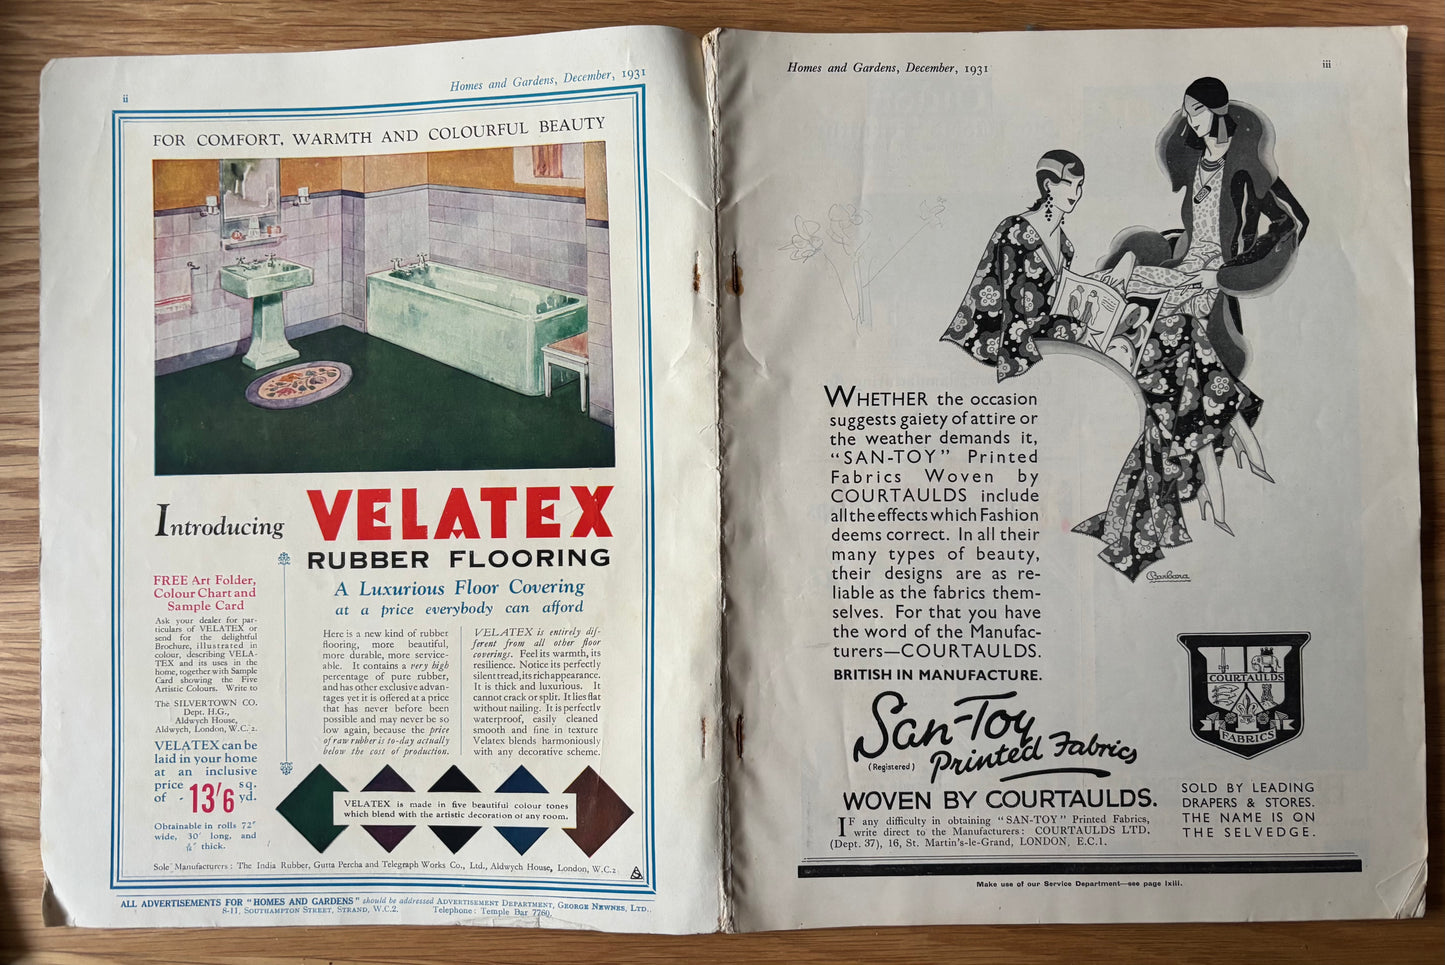 ii
Homes and Gardens, December, 1931
FOR COMFORT, WARMTH AND COLOURFUL BEAUTY
Introducing VELATEX
RUBBER FLOORING
A Luxurious Floor Covering
at a price everybody can afford
FREE Art Folder,
Colour Chart and
Sample Card
Ask your dealer for par-
ticulars of VELATEX or
send for the delightful
Brochure, illustrated in
colour, describing VELA-
TEX and its uses in the
home, together with Sample
Card showing the Five
Artistic Colours. Write to
The SILVERTOWN CO.
Dept. H.G.,
Aldwych House,
Aldwych, London, W.C. 2.
VELATEX can be
laid in your home
at an inclusive
price sq.
of - 13'6 yd.
Obtainable in rolls 72"
wide, 30' long, and
thick.
Here is a new kind of rubber
flooring, more beautiful,
more durable, more service-
able. It contains a very high
percentage of pure rubber,
and has other exclusive advan-
tages yet it is offered at a price
that has never before been
possible and may never be so
low again, because the price
of raw rubber is to-day actually
below the cost of production.
VELATEX is entirely dif-
ferent from all other floor
coverings. Feel its warmth, its
resilience. Notice its perfectly
silent tread, its rich appearance.
It is thick and luxurious. It
cannot crack or split. It lies flat
without nailing. It is perfectly
waterproof, easily cleaned
smooth and fine in texture
Velatex blends harmoniously
with any decorative scheme.
VELATEX is made in five beautiful colour tones
which blend with the artistic decoration of any room.
Sole Manufacturers: The India Rubber, Gutta Percha and Telegraph Works Co., Ltd., Aldwych House, London, W.C.2
ALL ADVERTISEMENTS FOR "HOMES AND GARDENS" should be addressed ADVERTISEMENT DEPARTMENT, GEORGE NEWNES, LTD.,
8-11, SOUTHAMPTON STREET, STRAND, W.C.2. Telephone: Temple Bar 7760.
Homes and Gardens, December, 1931
iii
WHETHER the occasion
suggests gaiety of attire or
the weather demands it,
"SAN-TOY" Printed
Fabrics Woven by
COURTAULDS include
all the effects which Fashion
deems correct. In all their
many types of beauty,
their designs are as re-
liable as the fabrics them-
selves. For that you have
the word of the Manufac-
turers—COURTAULDS.
BRITISH IN MANUFACTURE.
Barbara
San-Toy
(Registered) Printed Fabrics
WOVEN BY COURTAULDS.
IF any difficulty in obtaining "SAN-TOY" Printed Fabrics,
write direct to the Manufacturers: COURTAULDS LTD.
(Dept. 37), 16, St. Martin's-le-Grand, LONDON, E.C.1.
COURTAULDS
FABRICS
SOLD BY LEADING
DRAPERS & STORES.
THE NAME IS ON
THE SELVEDGE.
Make use of our Service Department—see page lxiii.